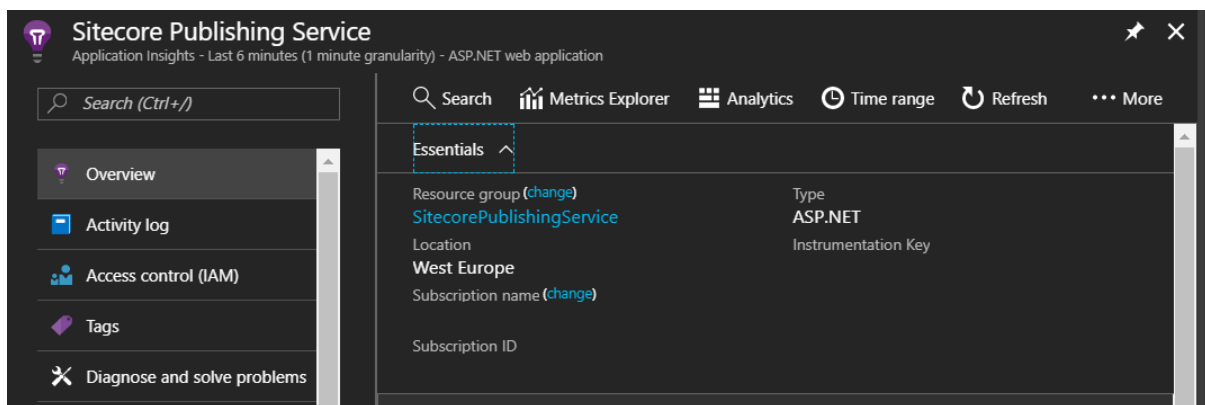 Sitecore Publishing Service
Application Insights - Last 6 minutes (1 minute granularity) - ASP.NET web application
Search (Ctrl+/)
Overview
Activity log
Access control (IAM)
Tags
Diagnose and solve problems
Search Metrics Explorer Analytics Time range Refresh ••• More
Essentials
Resource group (change)
SitecorePublishingService
Location
West Europe
Subscription name (change)
Subscription ID
Type
ASP.NET
Instrumentation Key